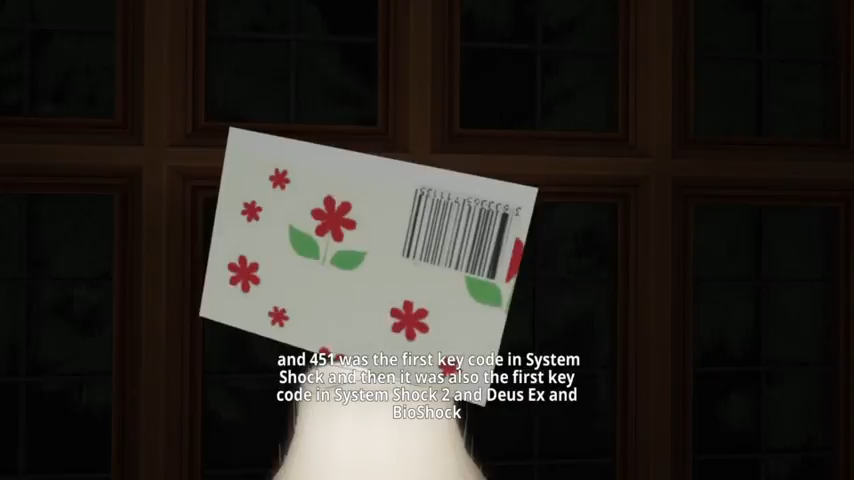 and 451 was the first key code in System
Shock and then it was also the first key
code in System Shock 2 and Deus Ex and
BioShock